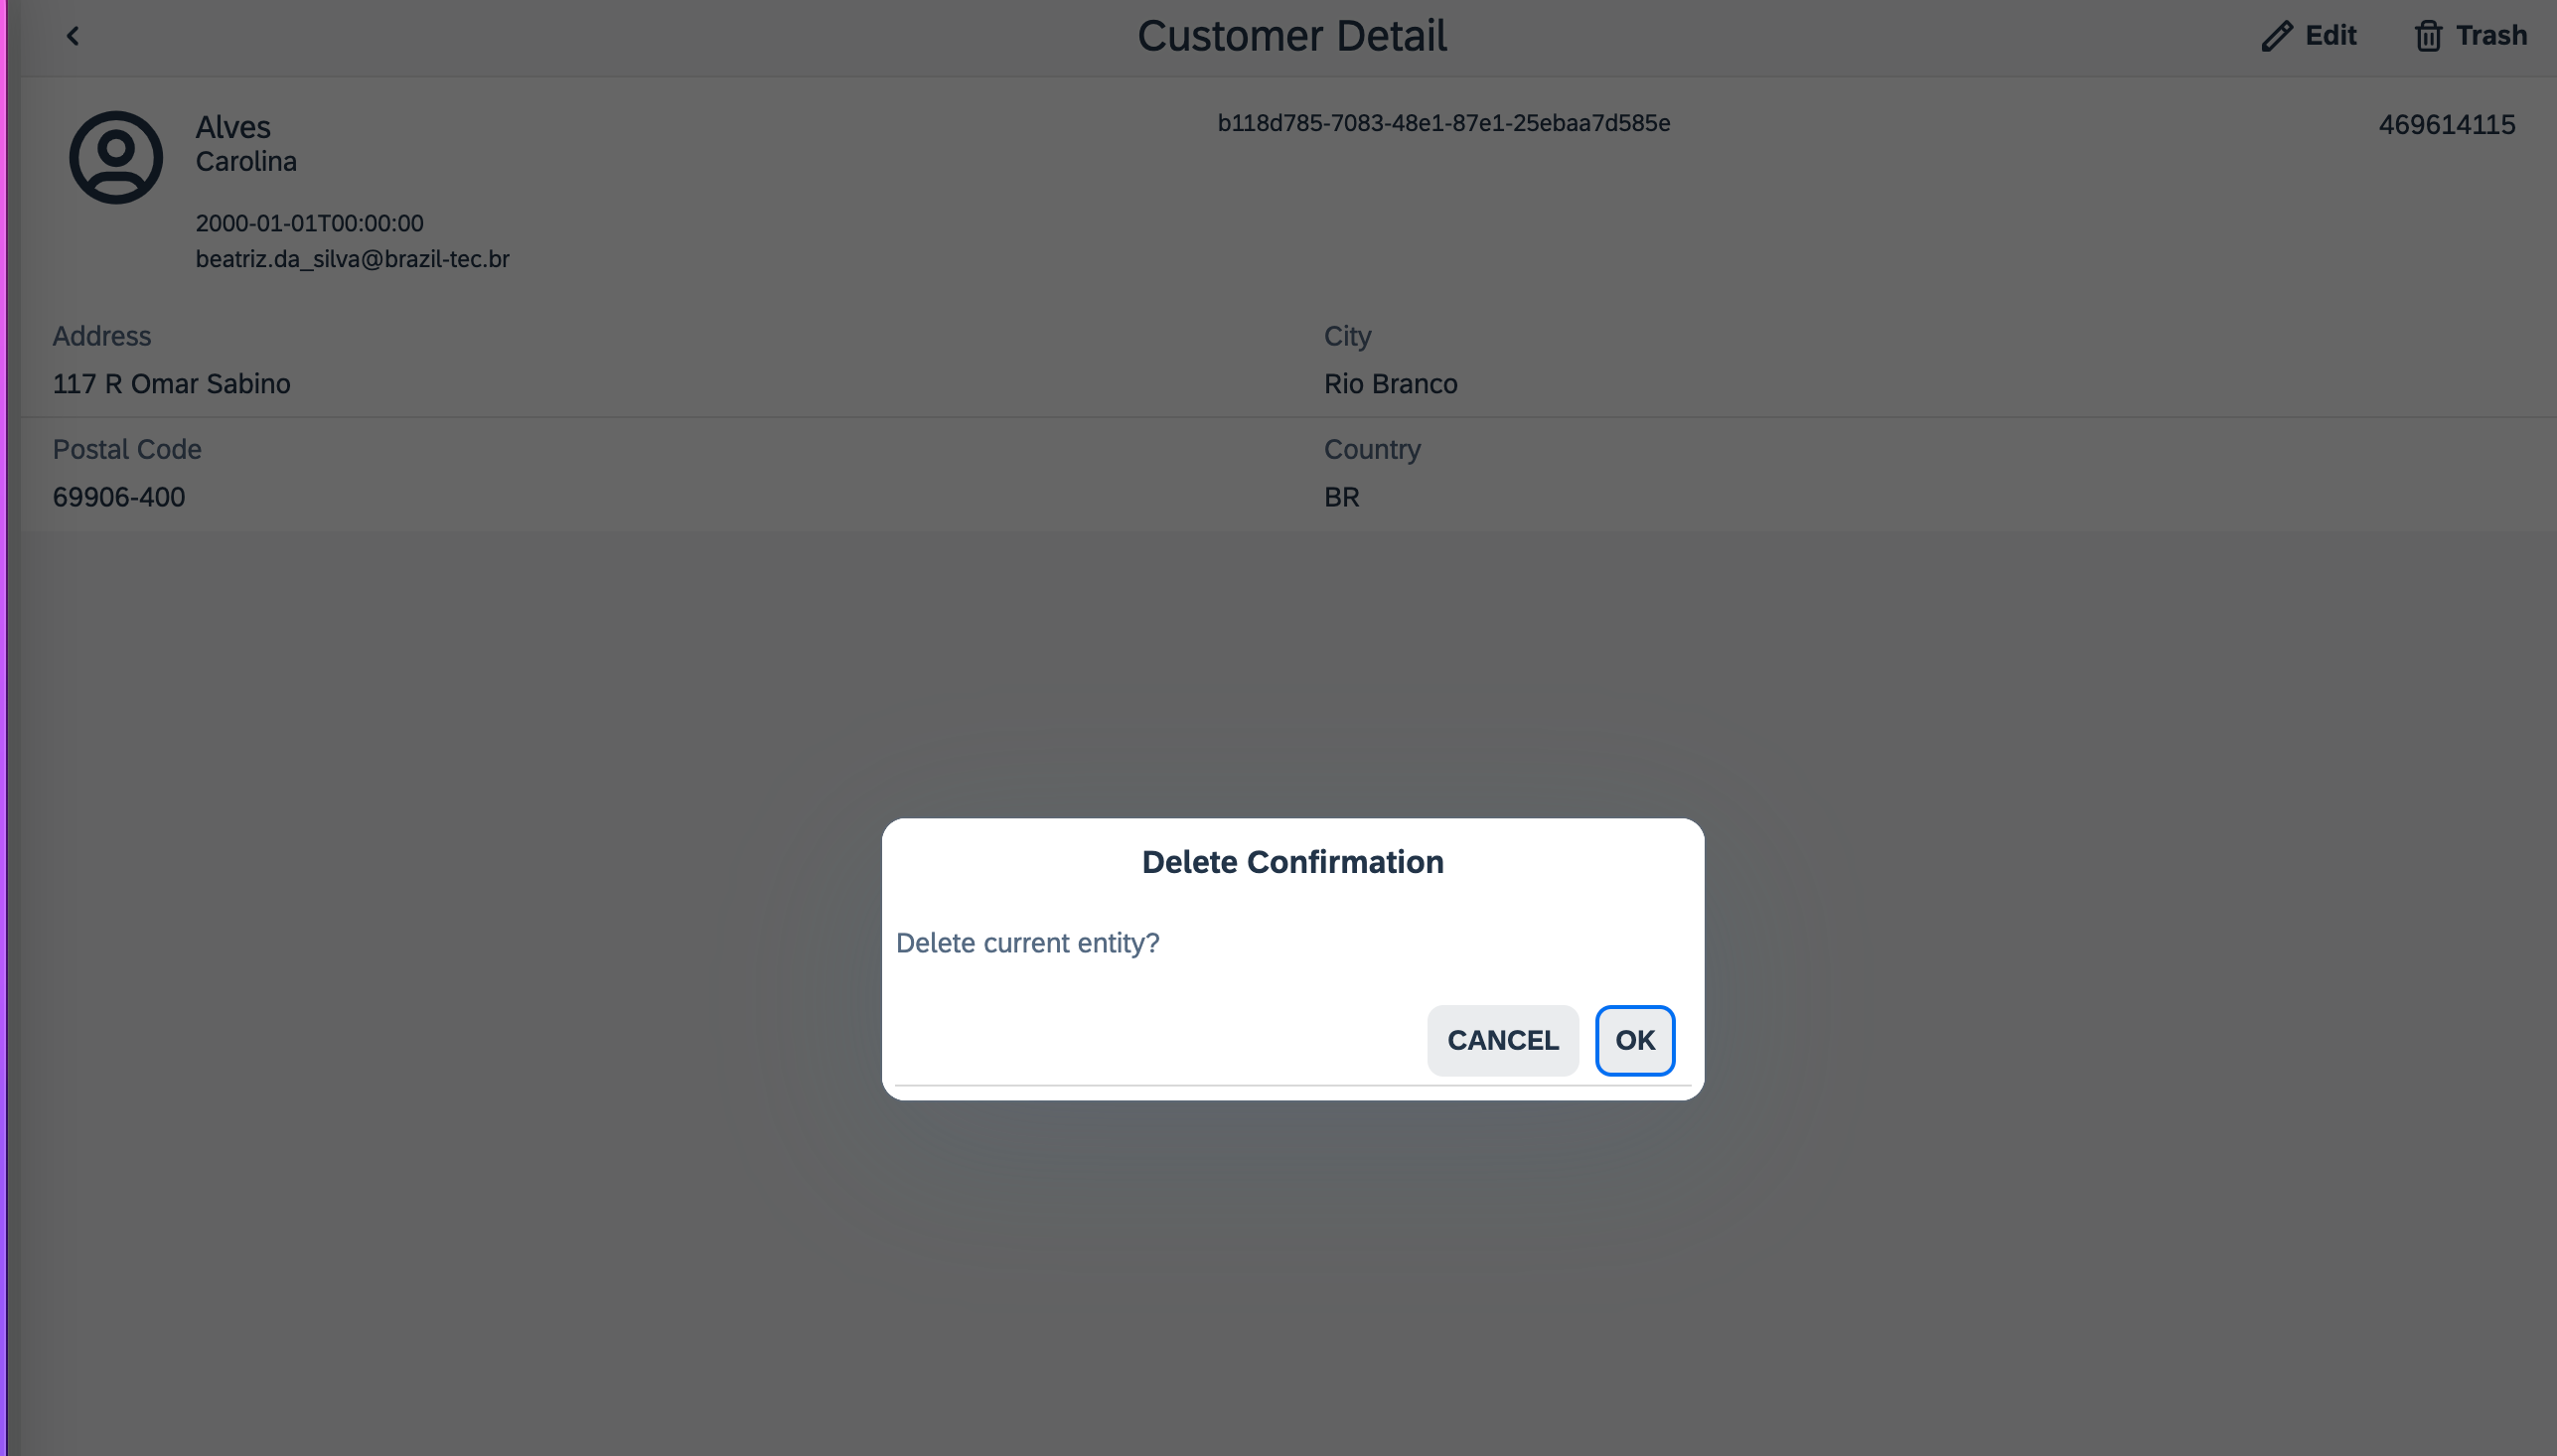 Customer Detail
Edit
Trash
Alves
Carolina
b118d785-7083-48e1-87e1-25ebaa7d585e
469614115
2000-01-01T00:00:00
beatriz.da_silva@brazil-tec.br
Address
City
117 R Omar Sabino
Rio Branco
Postal Code
Country
69906-400
BR
Delete Confirmation
Delete current entity?
CANCEL
OK